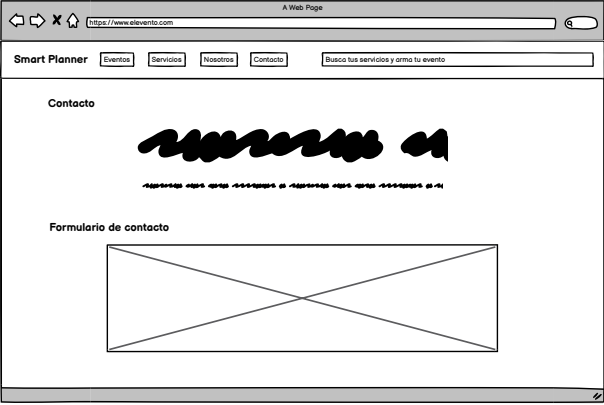 A Web Page
https://www.elevento.com
Smart Planner Eventos Servicios Nosotros Contacto Busca tus servicios y arma tu evento
Contacto
Formulario de contacto